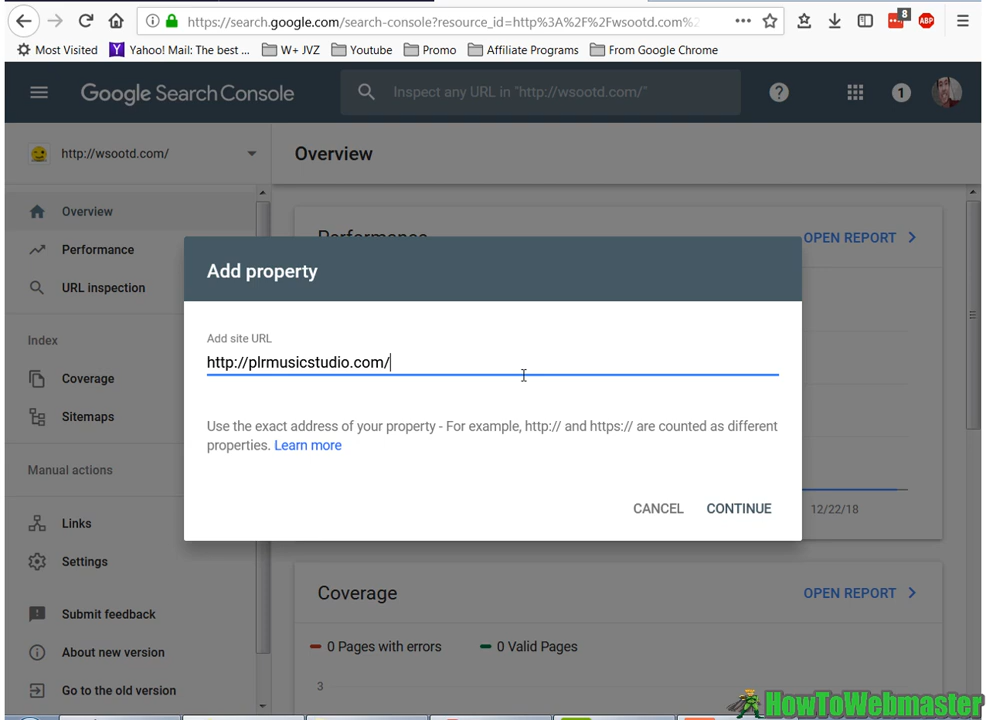 https://search.google.com/search-console?resource_id=http%3A%2F%2Fwsootd.com%2
8
ABP
Most Visited
Yahoo! Mail: The best ...
W+ JVZ
Youtube
Promo
Affiliate Programs
From Google Chrome
Google Search Console
Inspect any URL in "http://wsootd.com/"
1
http://wsootd.com/
Overview
Overview
Performance
OPEN REPORT
Performance
URL inspection
Index
Coverage
Sitemaps
Manual actions
Links
Settings
Submit feedback
About new version
Go to the old version
Add property
Add site URL
http://plrmusicstudio.com/
Use the exact address of your property - For example, http:// and https:// are counted as different
properties. Learn more
CANCEL
CONTINUE
12/22/18
Coverage
OPEN REPORT
0 Pages with errors
0 Valid Pages
3
HowToWebmaster